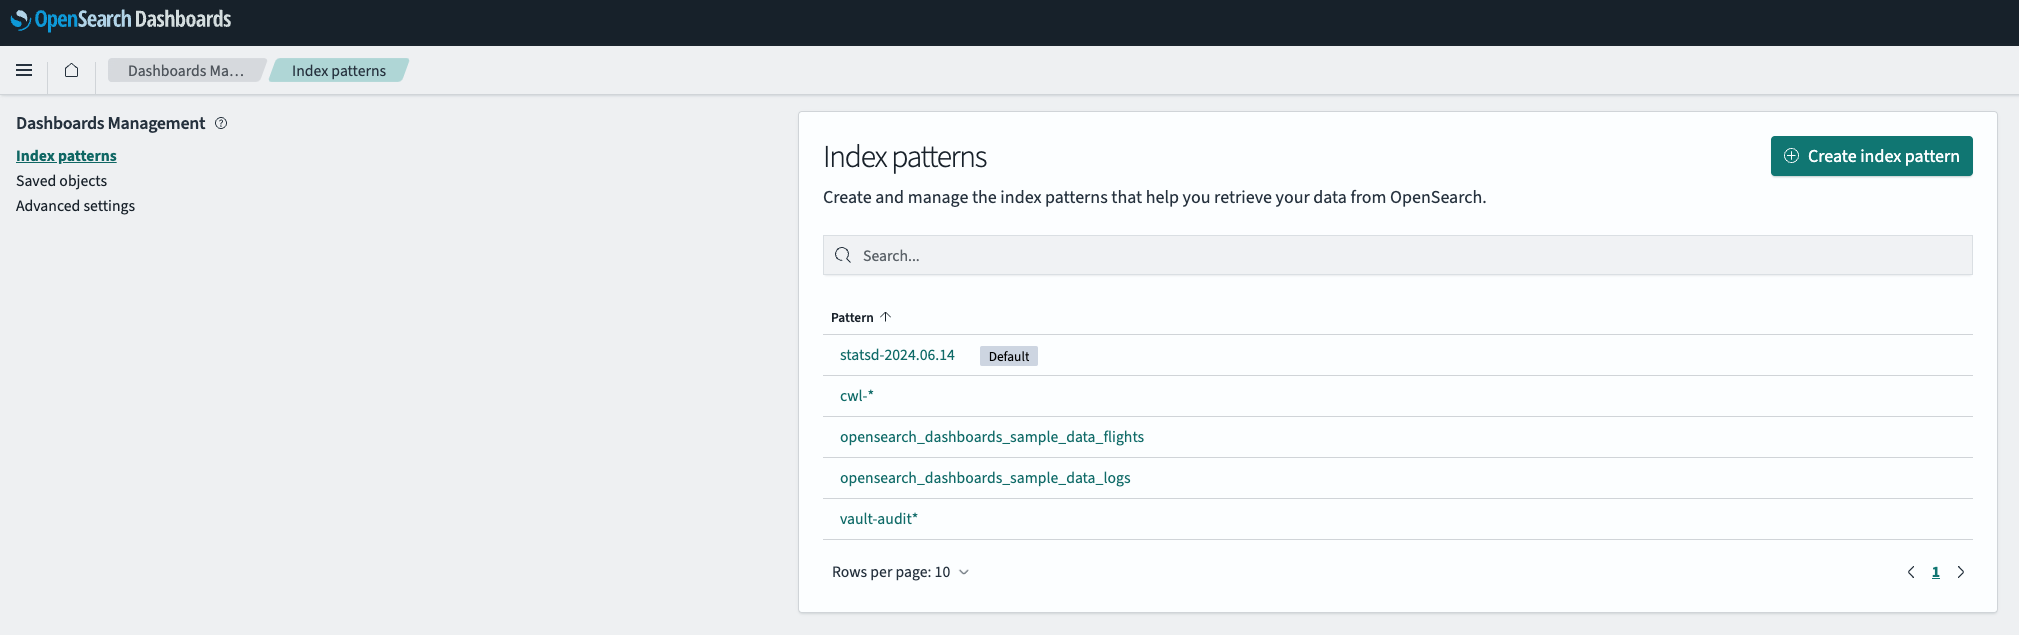 OpenSearch Dashboards
Dashboards Ma...
Index patterns
Dashboards Management
Index patterns
Saved objects
Advanced settings
Index patterns
Create index pattern
Create and manage the index patterns that help you retrieve your data from OpenSearch.
Search...
Pattern
statsd-2024.06.14 Default
cwl-*
opensearch_dashboards_sample_data_flights
opensearch_dashboards_sample_data_logs
vault-audit*
Rows per page: 10
1